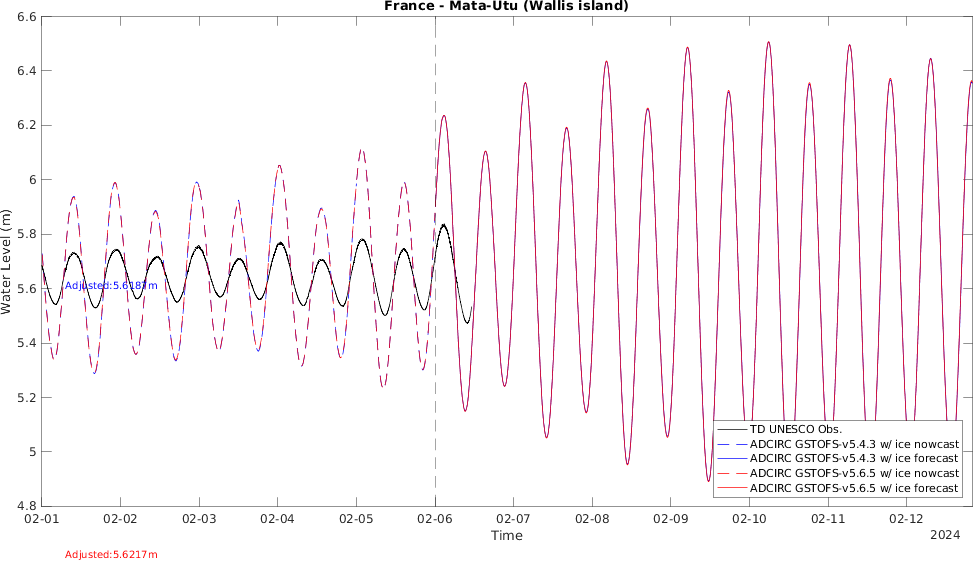 France - Mata-Utu (Wallis island)
6.6
6.4
6.2
6
5.8
5.6
5.4
5.2
5
4.8
Water Level (m)
Adjusted:5.6187m
TD UNESCO Obs.
ADCIRC GSTOFS-v5.4.3 w/ ice nowcast
ADCIRC GSTOFS-v5.4.3 w/ ice forecast
ADCIRC GSTOFS-v5.6.5 w/ ice nowcast
ADCIRC GSTOFS-v5.6.5 w/ ice forecast
02-01 02-02 02-03 02-04 02-05 02-06 02-07 02-08 02-09 02-10 02-11 02-12
Time
2024
Adjusted:5.6217m